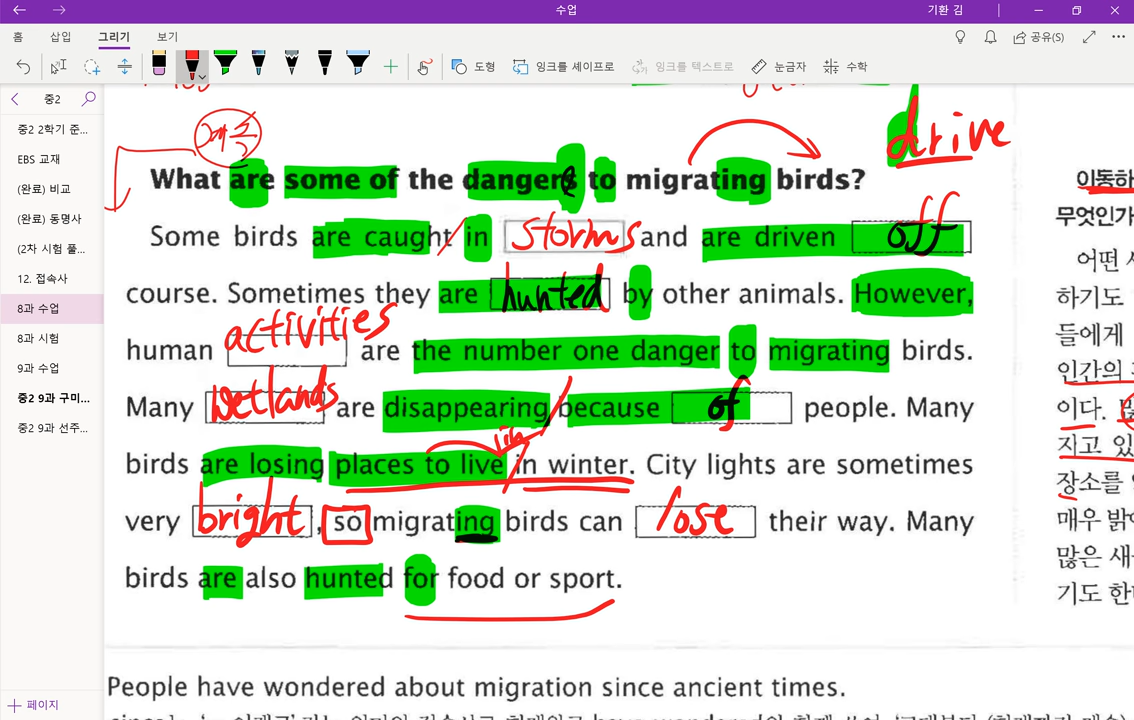 수업
기환 김
홈 삽입 그리기 보기
공유(S)
도형 잉크를 셰이프로 잉크를 텍스트로 눈금자 수학
중2
중2 2학기 준...
EBS 교재
(완료) 비교
(완료) 동명사
(2차 시험 풀...
12. 접속사
8과 수업
8과 시험
9과 수업
중2 9과 구미...
중2 9과 선주...
페이지
drive
What are some of the dangers to migrating birds?
Some birds are caught in storms and are driven off
course. Sometimes they are hunted by other animals. However,
human activities are the number one danger to migrating birds.
Many wetlands are disappearing because of people. Many
birds are losing places to live in winter. City lights are sometimes
very bright, so migrating birds can lose their way. Many
birds are also hunted for food or sport.
이동하
무엇인가
어떤
하기도
들에게
인간의
이다.
지고 있
장소를
매우 밝
많은 새
기도 한
People have wondered about migration since ancient times.